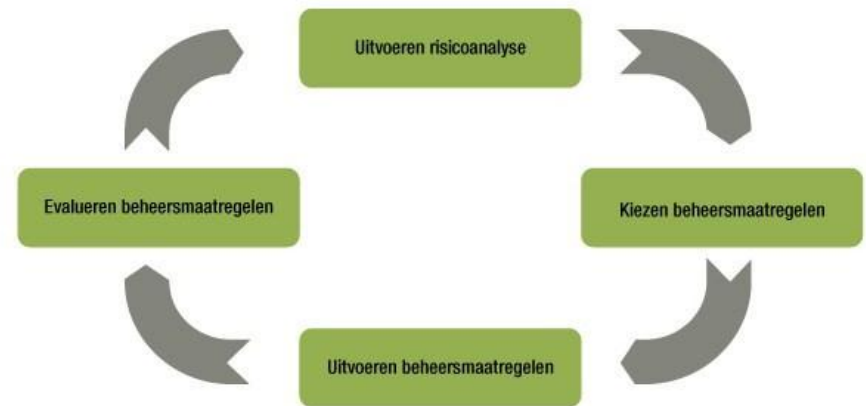 Uitvoeren risicoanalyse
Evalueren beheersmaatregelen
Kiezen beheersmaatregelen
Uitvoeren beheersmaatregelen